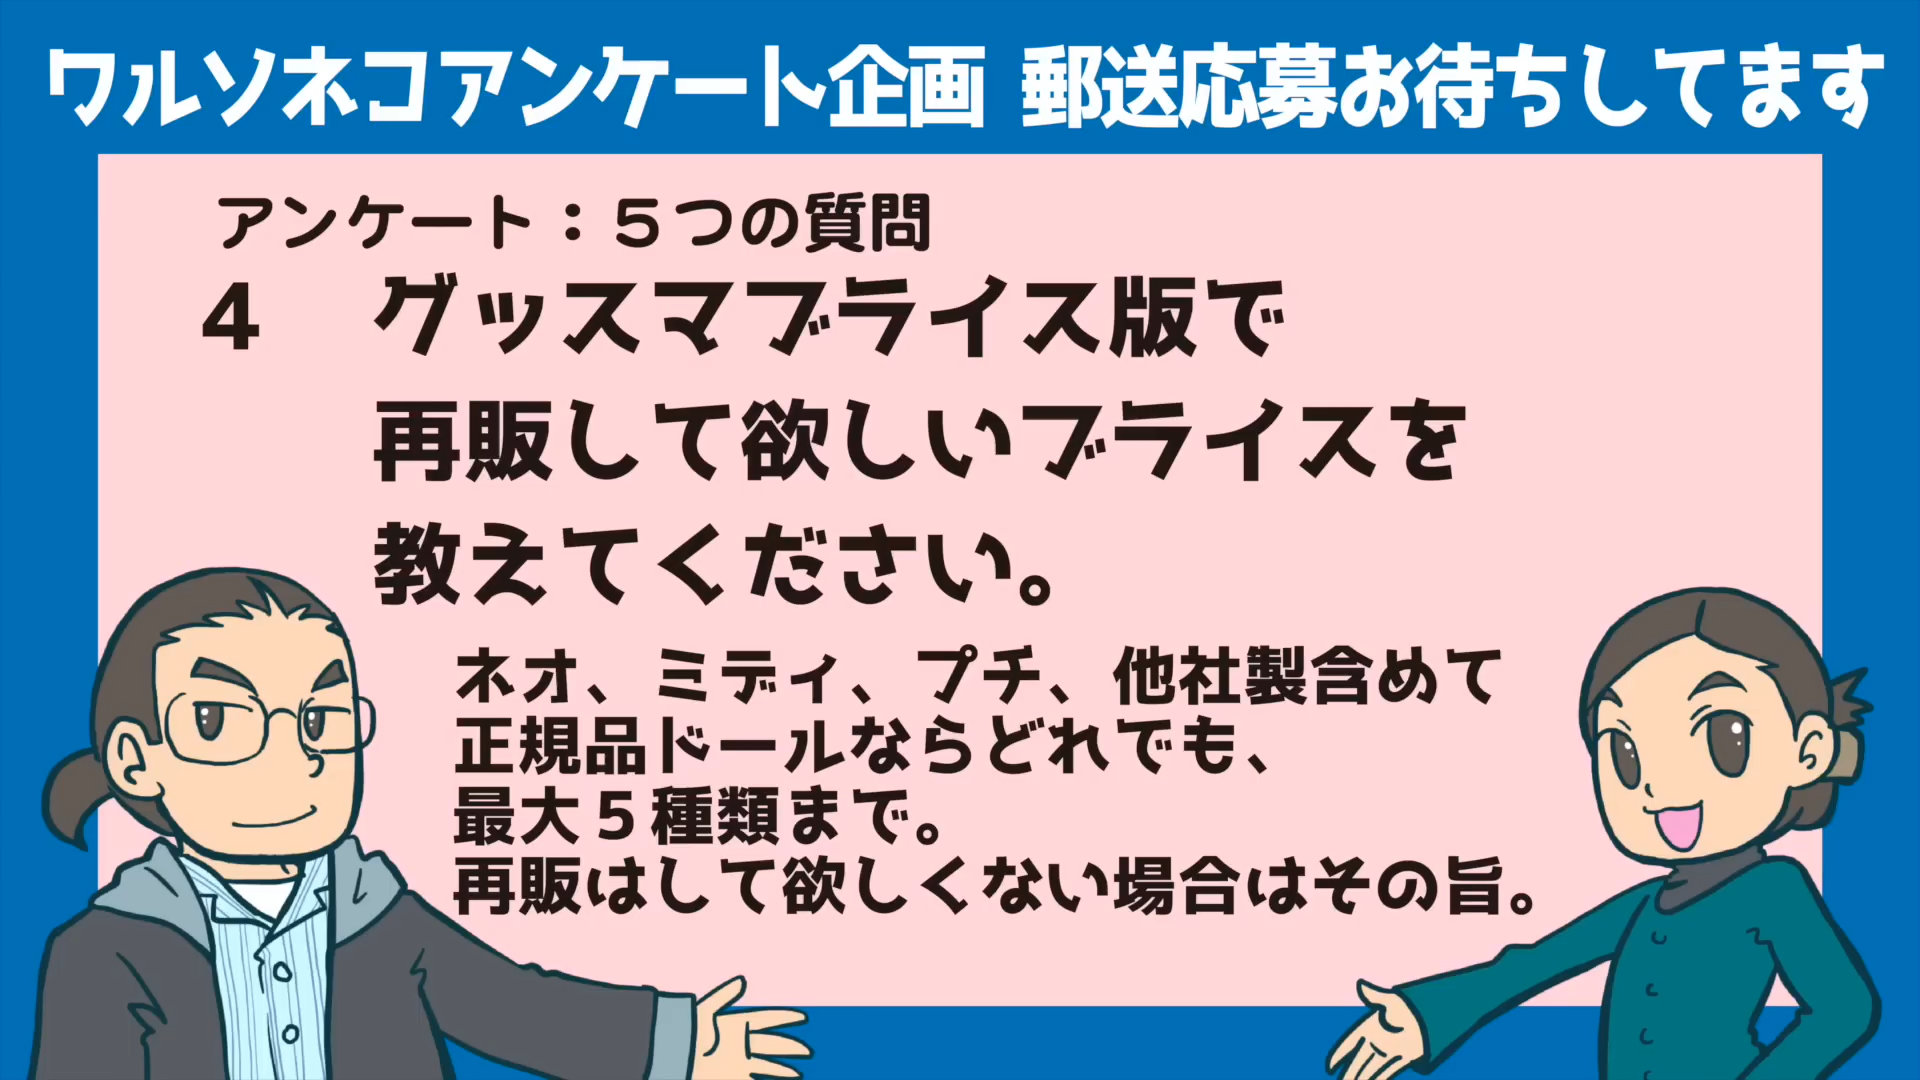 ワルソネコアンケート企画 郵送応募お待ちしてます
アンケート：５つの質問
4 グッスマブライス版で
再販して欲しいブライスを
教えてください。
ネオ、ミディ、プチ、他社製含めて
正規品ドールならどれでも、
最大５種類まで。
再販はして欲しくない場合はその旨。